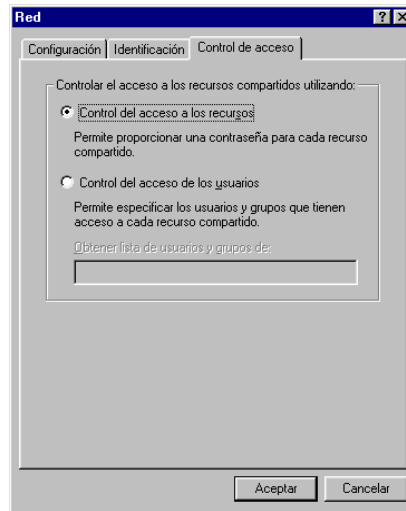 Red
Configuración Identificación Control de acceso
Controlar el acceso a los recursos compartidos utilizando:
Control del acceso a los recursos
Permite proporcionar una contraseña para cada recurso
compartido.
Control del acceso de los usuarios
Permite especificar los usuarios y grupos que tienen
acceso a cada recurso compartido.
Obtener lista de usuarios y grupos de:
Aceptar Cancelar